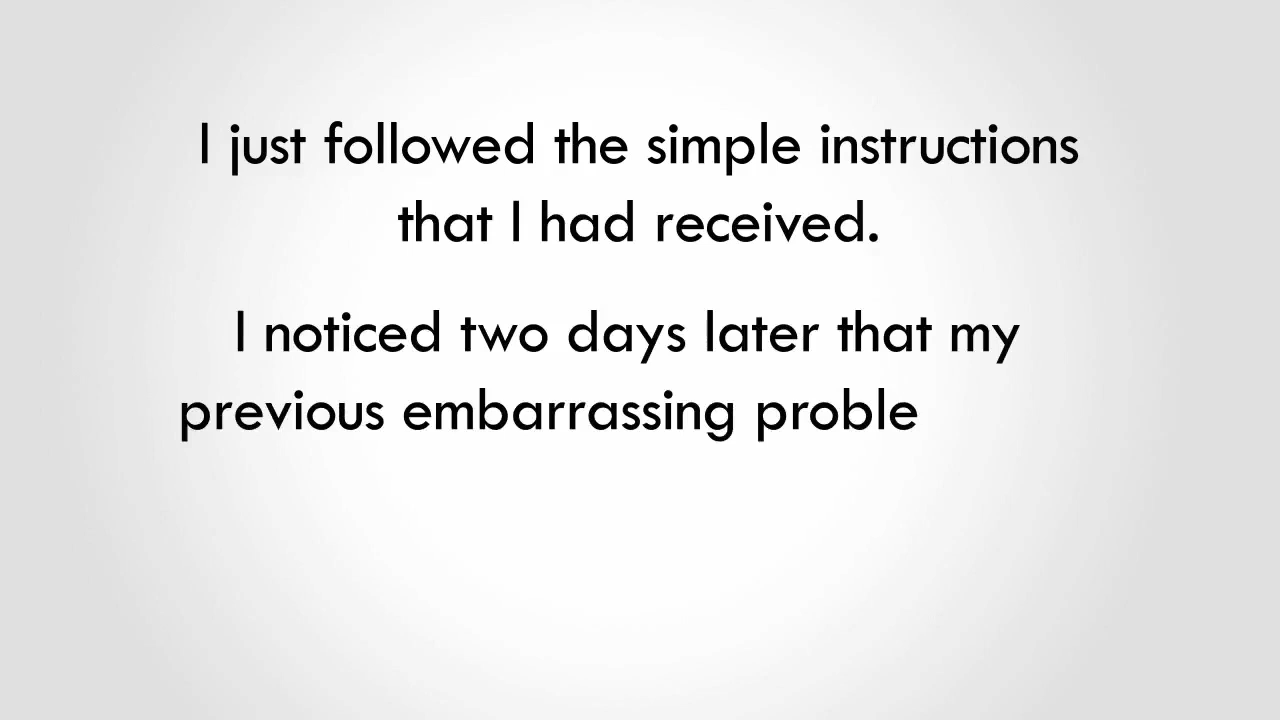 I just followed the simple instructions
that I had received.
I noticed two days later that my
previous embarrassing proble